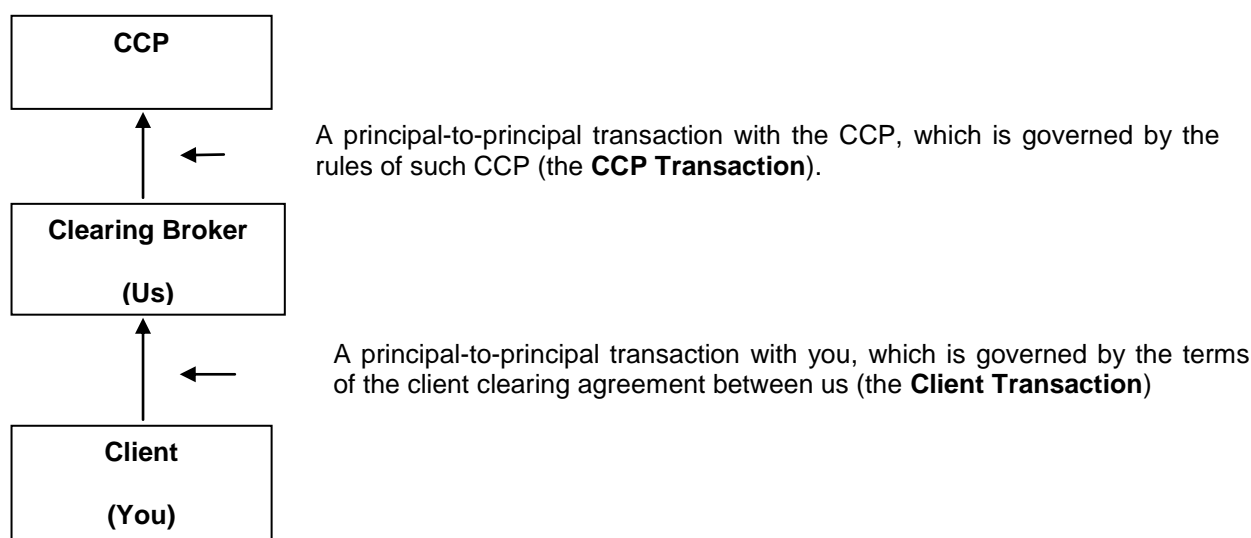 CCP
A principal-to-principal transaction with the CCP, which is governed by the
rules of such CCP (the CCP Transaction).
Clearing Broker
(Us)
A principal-to-principal transaction with you, which is governed by the terms
of the client clearing agreement between us (the Client Transaction)
Client
(You)